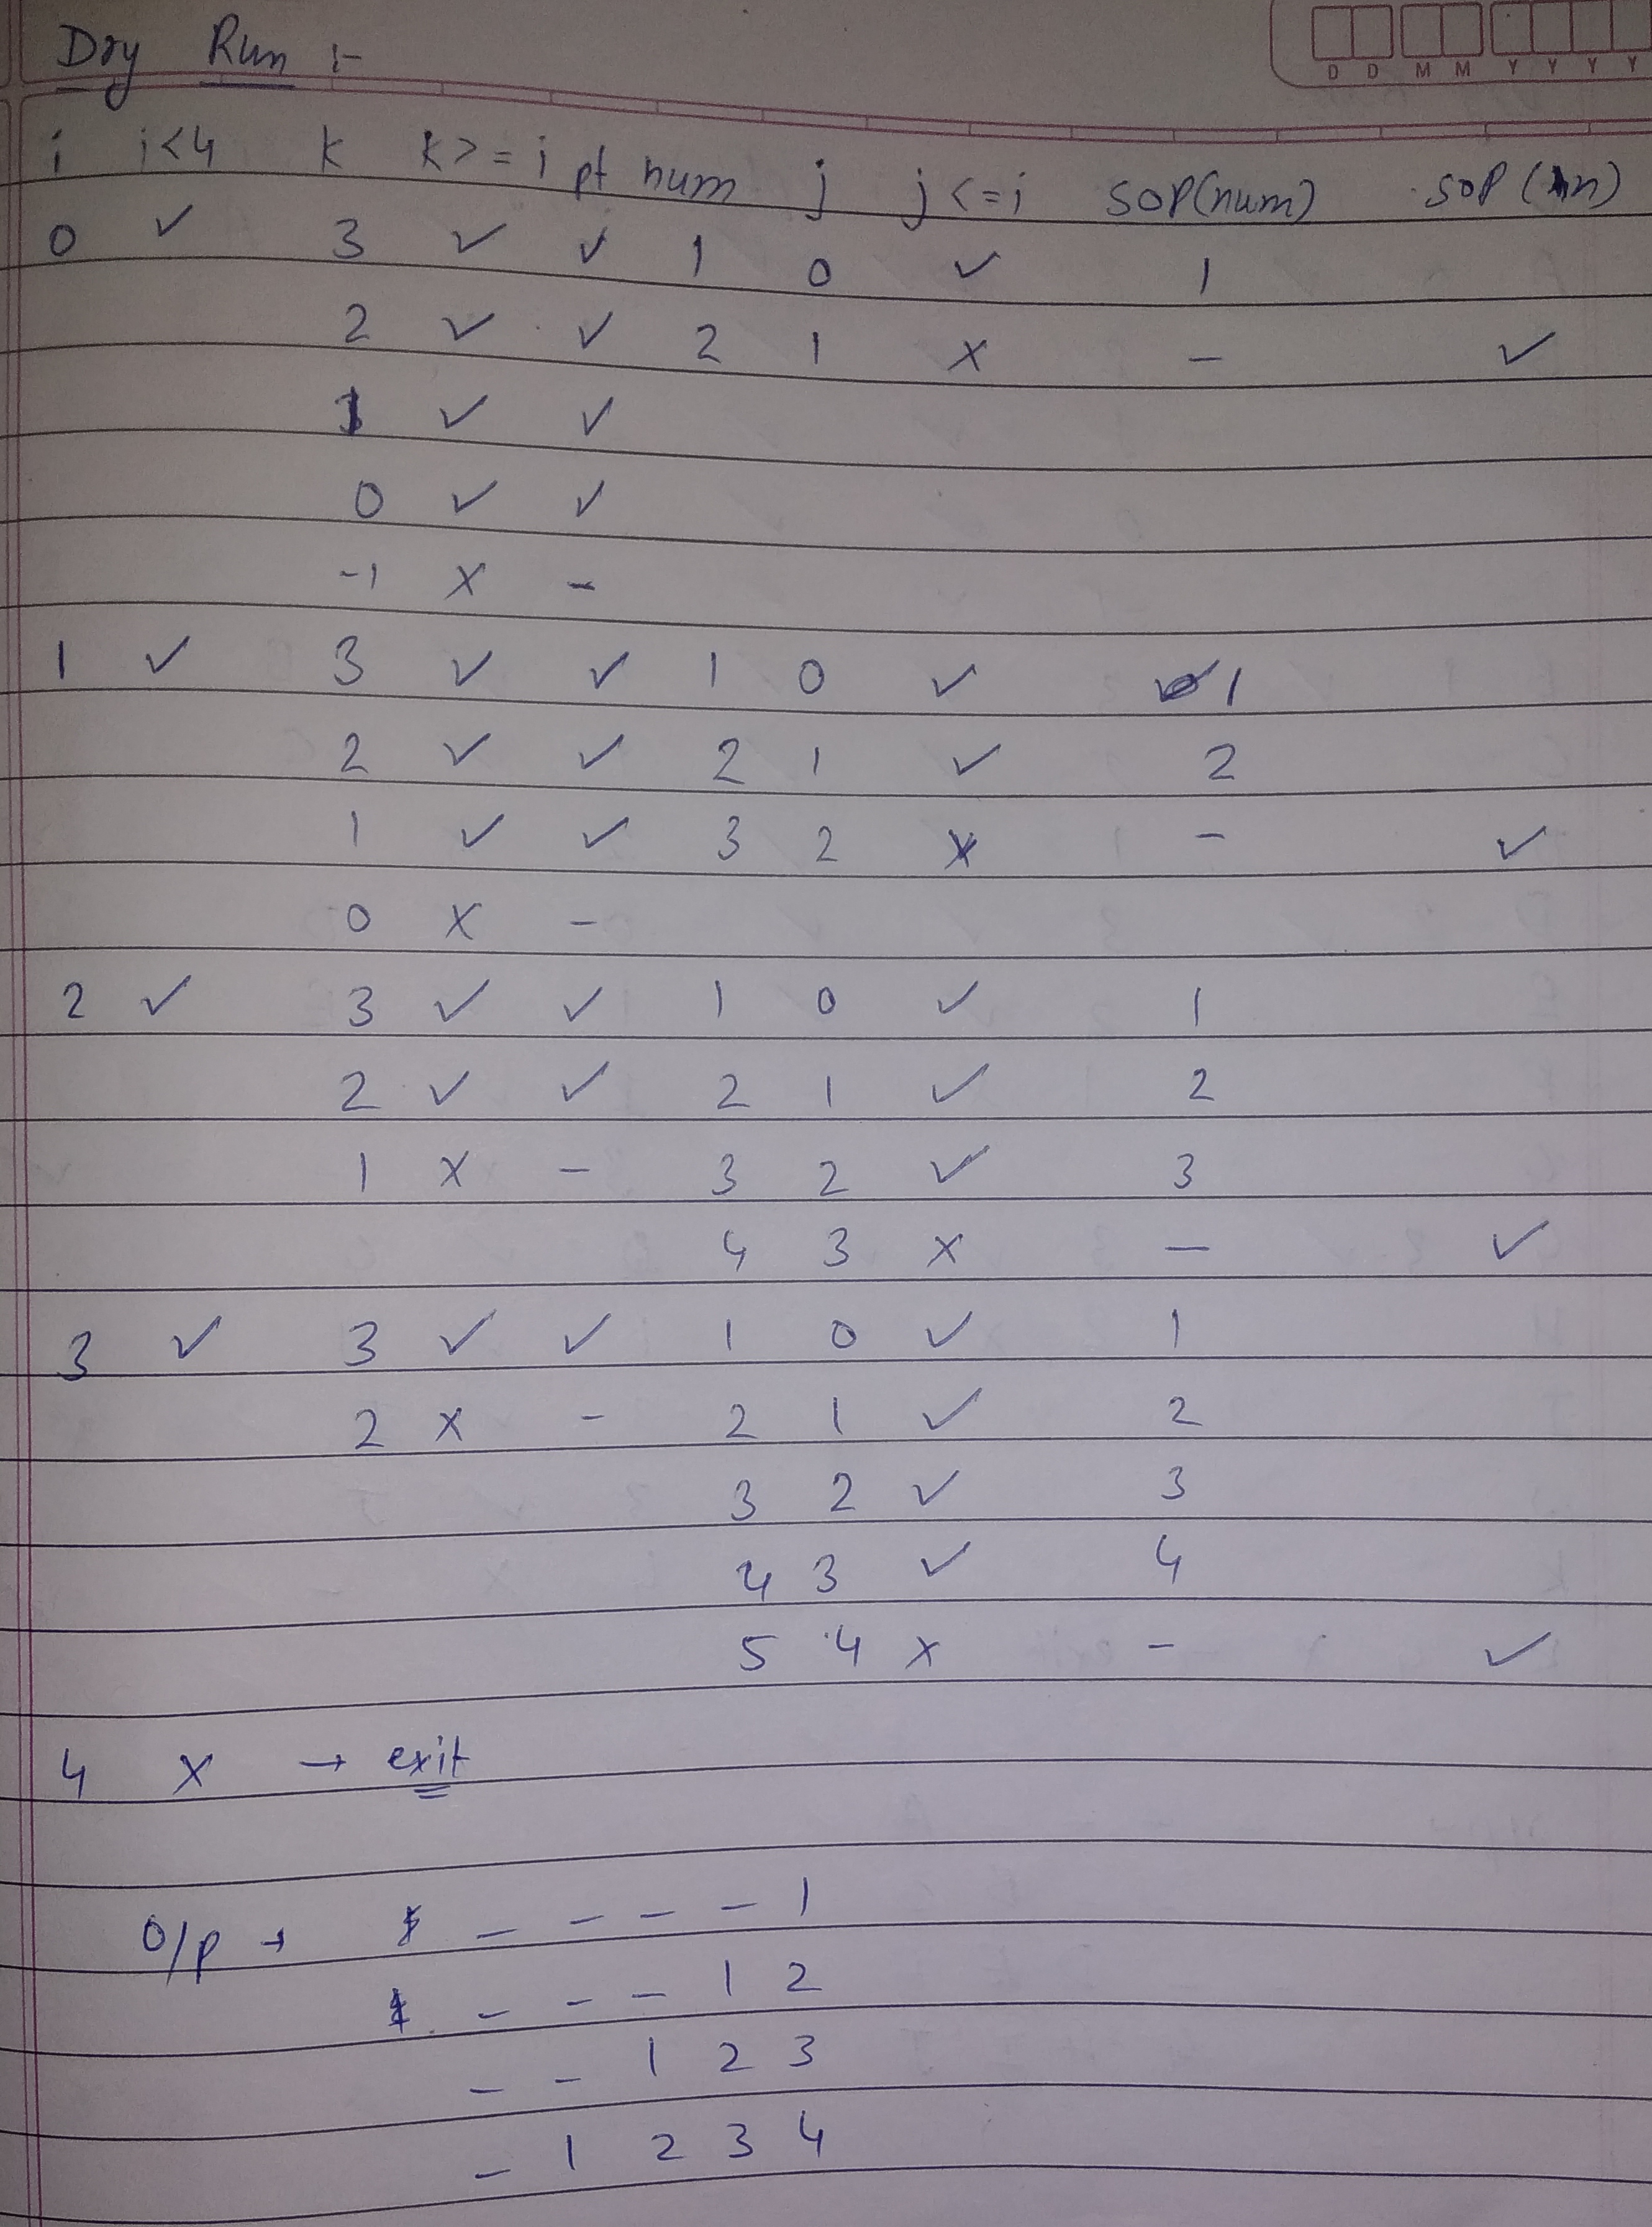 D D M M Y Y Y Y
Dry Run :-
i i<4 k k>=i pt num j j<=i SOP(num) SOP(\n)
0 ✓ 3 ✓ ✓ 1 0 ✓ 1
2 ✓ ✓ 2 1 x - ✓
1 ✓ ✓
0 ✓ ✓
-1 x -
1 ✓ 3 ✓ ✓ 1 0 ✓ 1
2 ✓ ✓ 2 1 ✓ 2
1 ✓ ✓ 3 2 x - ✓
0 x -
2 ✓ 3 ✓ ✓ 1 0 ✓ 1
2 ✓ ✓ 2 1 ✓ 2
1 x - 3 2 ✓ 3
4 3 x - ✓
3 ✓ 3 ✓ ✓ 1 0 ✓ 1
2 x - 2 1 ✓ 2
3 2 ✓ 3
4 3 ✓ 4
5 4 x - ✓
4 x → exit
O/p → _ _ _ _ 1
_ _ _ 1 2
_ _ 1 2 3
_ 1 2 3 4